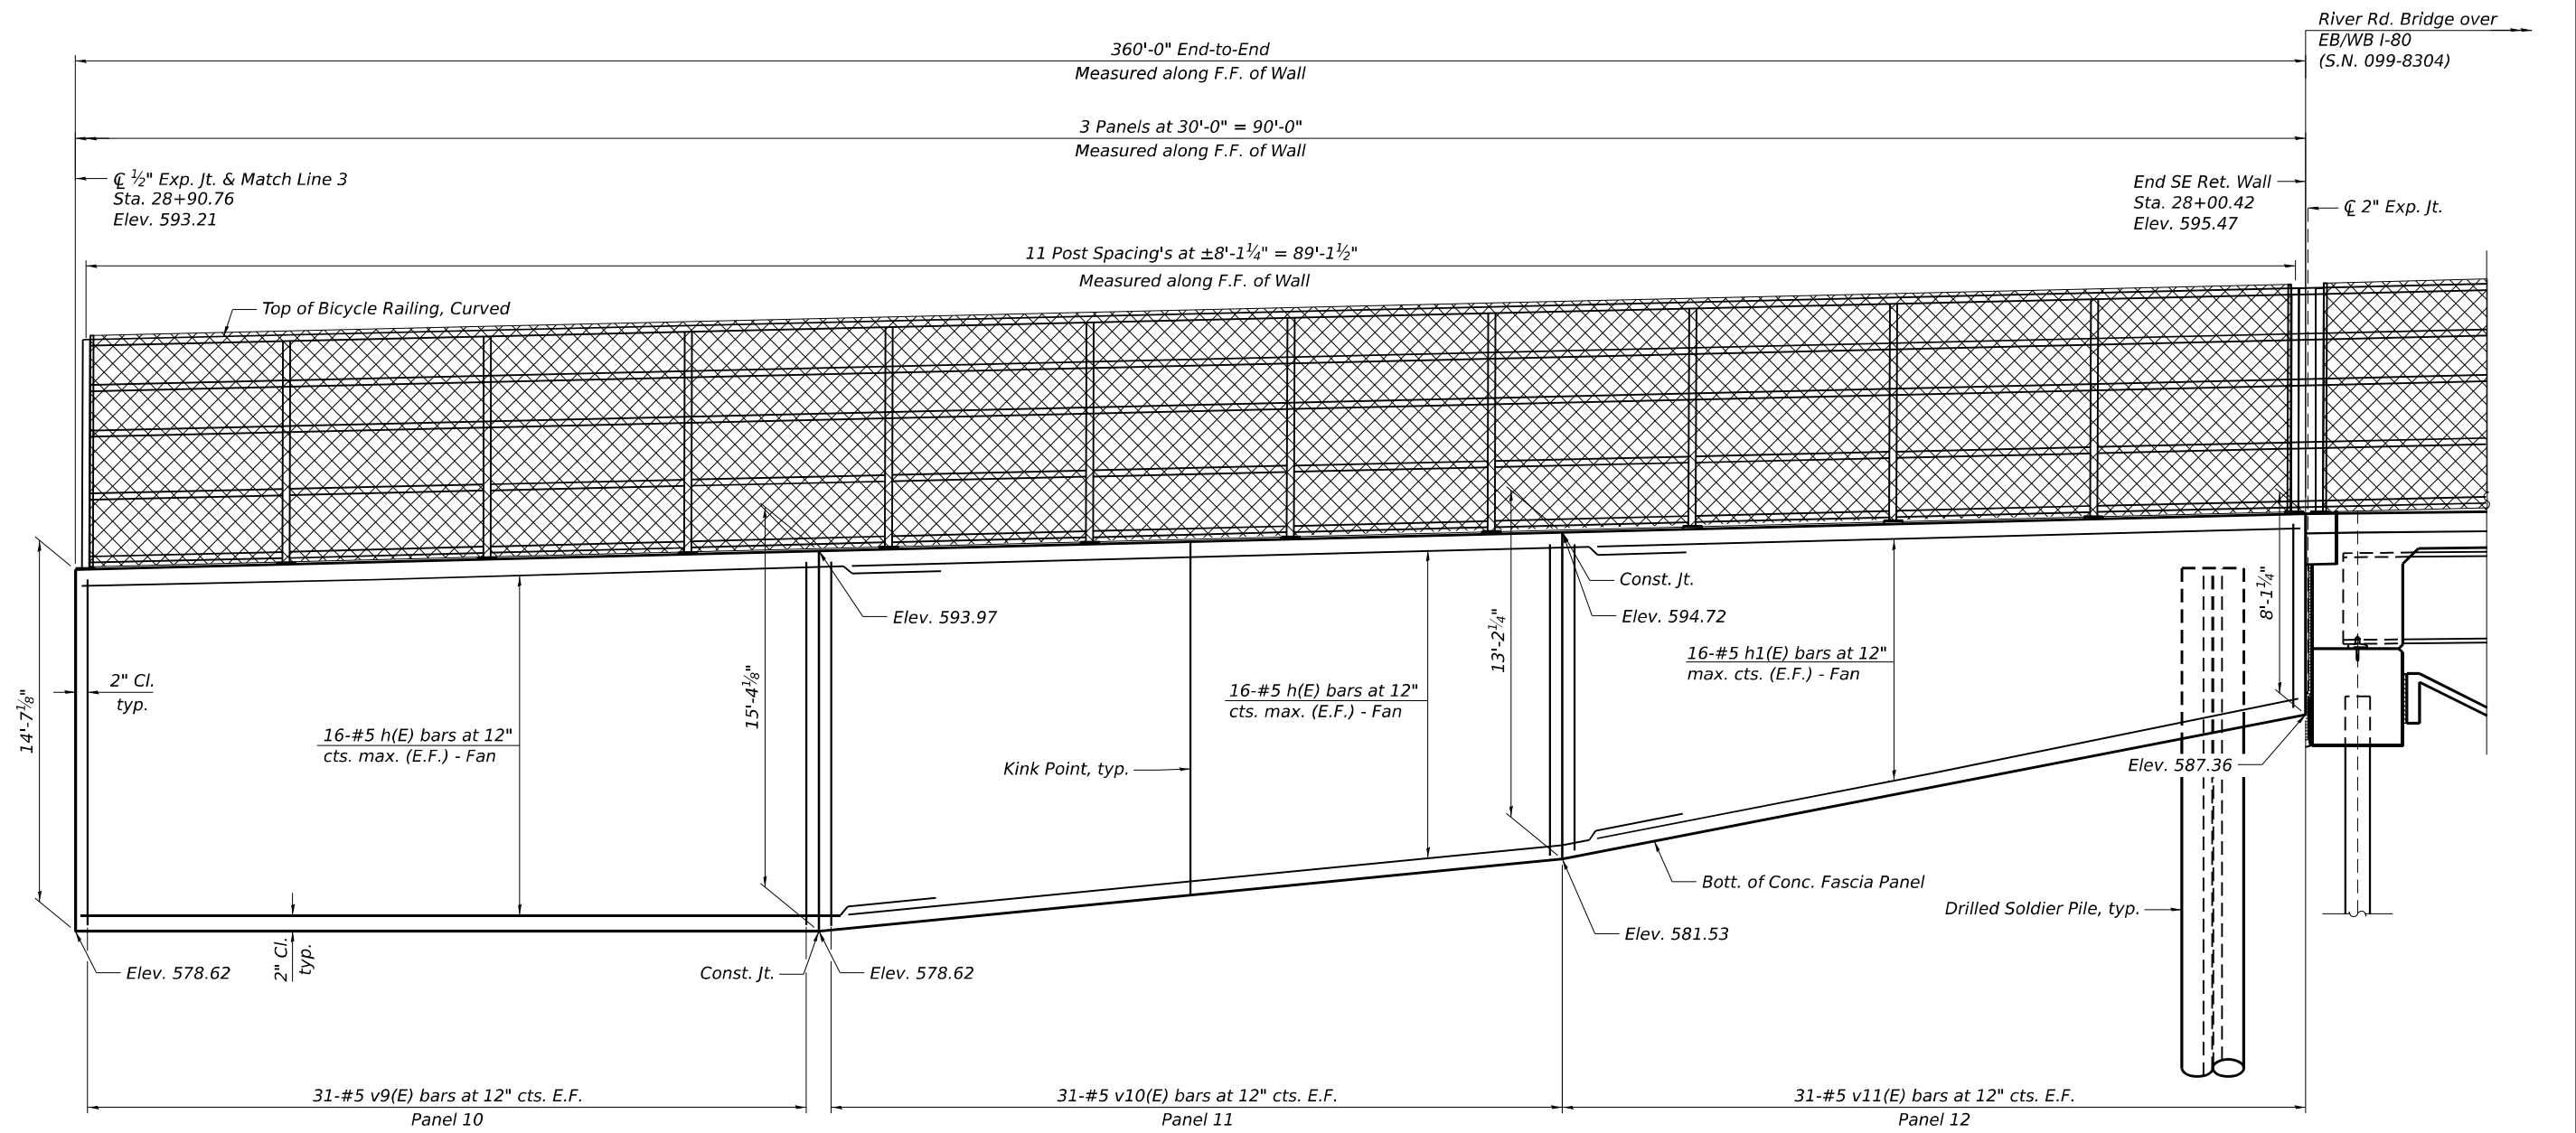 River Rd. Bridge over
EB/WB I-80
(S.N. 099-8304)
360'-0" End-to-End
Measured along F.F. of Wall
3 Panels at 30'-0" = 90'-0"
Measured along F.F. of Wall
℄ ½" Exp. Jt. & Match Line 3
Sta. 28+90.76
Elev. 593.21
End SE Ret. Wall
Sta. 28+00.42
Elev. 595.47
℄ 2" Exp. Jt.
11 Post Spacing's at ±8'-1¼" = 89'-1½"
Measured along F.F. of Wall
Top of Bicycle Railing, Curved
Const. Jt.
Elev. 593.97
Elev. 594.72
8'-1¼"
13'-2¼"
15'-4⅛"
14'-7⅛"
2" Cl.
typ.
16-#5 h1(E) bars at 12"
max. cts. (E.F.) - Fan
16-#5 h(E) bars at 12"
cts. max. (E.F.) - Fan
16-#5 h(E) bars at 12"
cts. max. (E.F.) - Fan
Kink Point, typ.
Elev. 587.36
Bott. of Conc. Fascia Panel
Drilled Soldier Pile, typ.
Elev. 581.53
Elev. 578.62
2" Cl.
typ.
Const. Jt.
Elev. 578.62
31-#5 v9(E) bars at 12" cts. E.F.
Panel 10
31-#5 v10(E) bars at 12" cts. E.F.
Panel 11
31-#5 v11(E) bars at 12" cts. E.F.
Panel 12